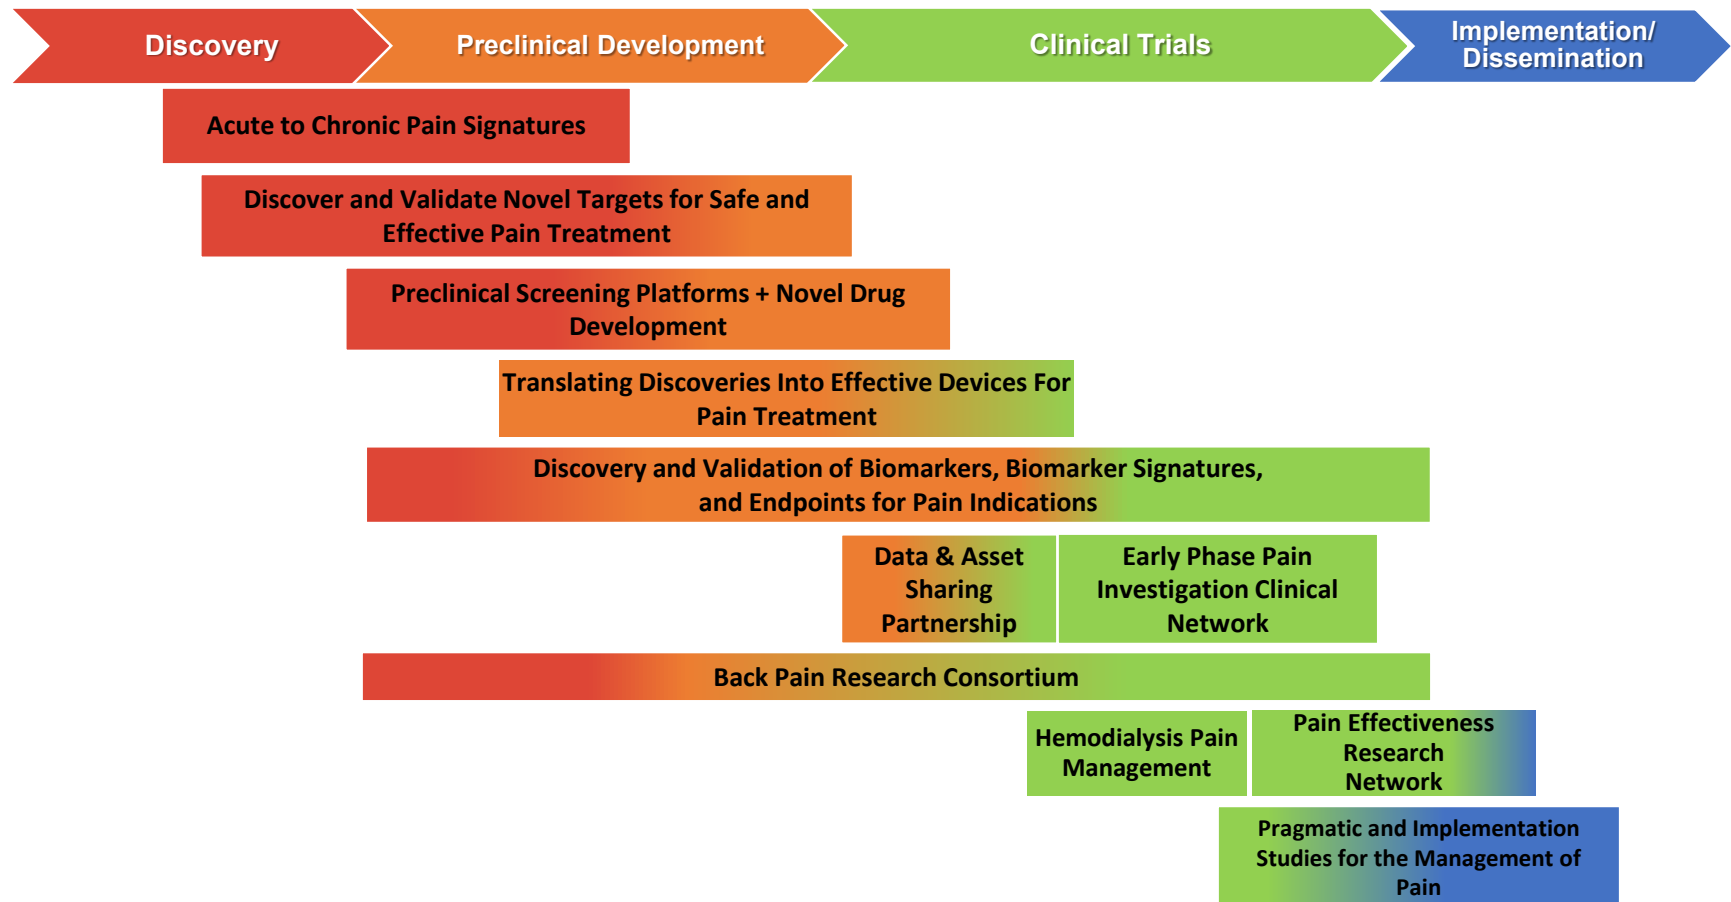 Discovery
Preclinical Development
Clinical Trials
Implementation/
Dissemination
Acute to Chronic Pain Signatures
Discover and Validate Novel Targets for Safe and
Effective Pain Treatment
Preclinical Screening Platforms + Novel Drug
Development
Translating Discoveries Into Effective Devices For
Pain Treatment
Discovery and Validation of Biomarkers, Biomarker Signatures,
and Endpoints for Pain Indications
Data & Asset
Sharing
Partnership
Early Phase Pain
Investigation Clinical
Network
Back Pain Research Consortium
Hemodialysis Pain
Management
Pain Effectiveness
Research
Network
Pragmatic and Implementation
Studies for the Management of
Pain